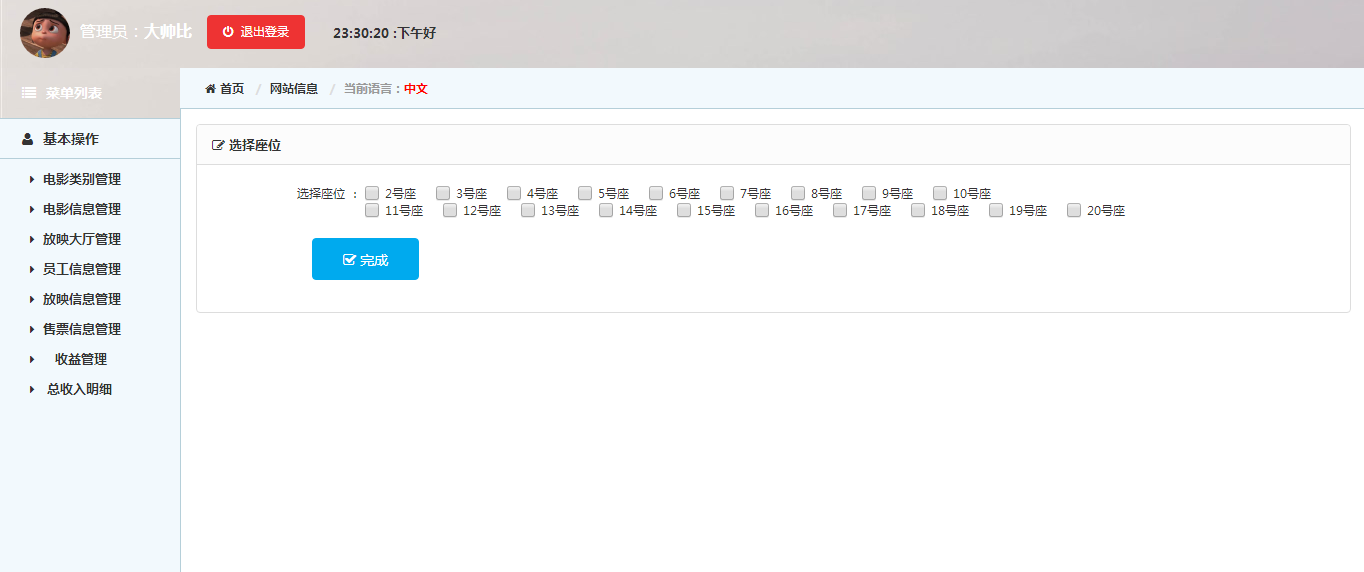 管理员：大帅比 退出登录 23:30:20 :下午好
菜单列表
首页 / 网站信息 / 当前语言：中文
基本操作
选择座位
电影类别管理
电影信息管理
放映大厅管理
员工信息管理
放映信息管理
售票信息管理
收益管理
总收入明细
选择座位 ： 2号座 3号座 4号座 5号座 6号座 7号座 8号座 9号座 10号座
11号座 12号座 13号座 14号座 15号座 16号座 17号座 18号座 19号座 20号座
完成